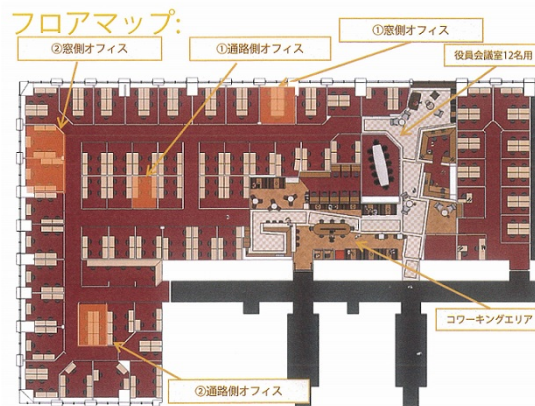 フロアマップ:
①窓側オフィス
②窓側オフィス
①通路側オフィス
役員会議室12名用
コワーキングエリア
②通路側オフィス